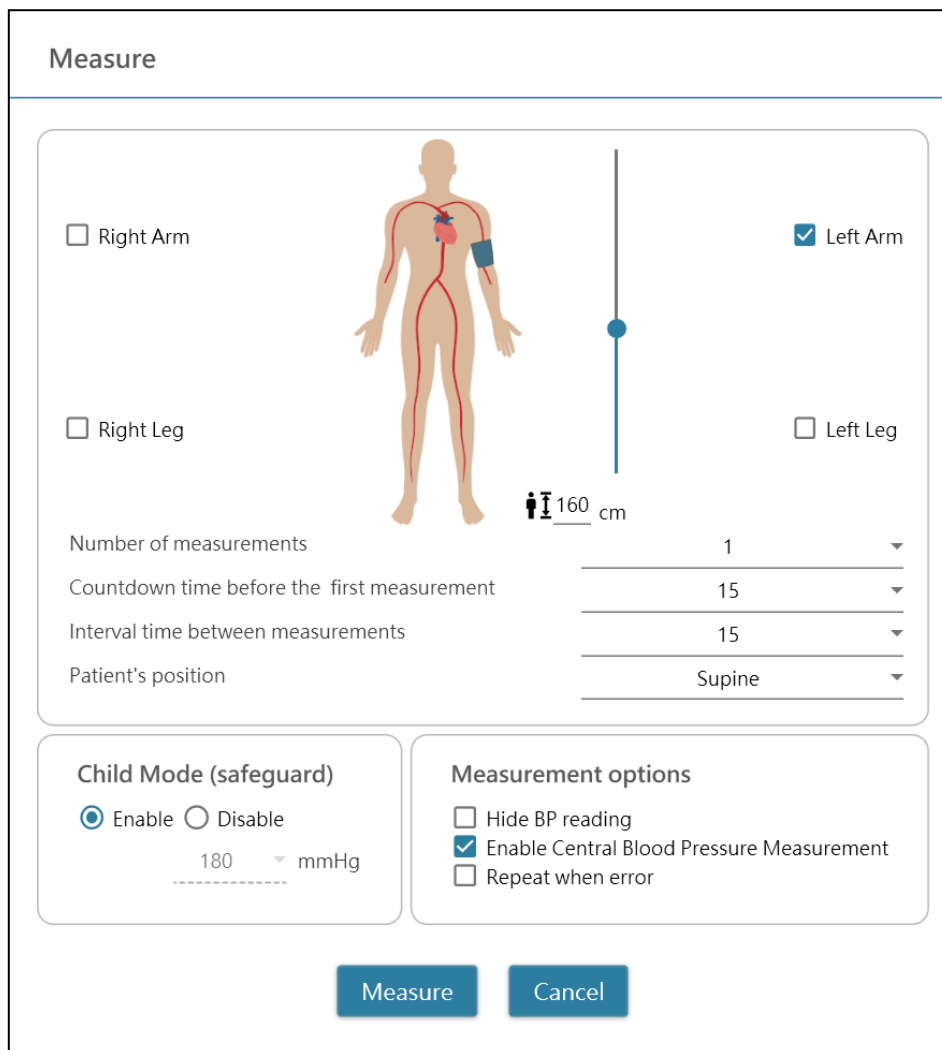 Measure
Right Arm
Left Arm
Right Leg
Left Leg
160 cm
Number of measurements 1
Countdown time before the first measurement 15
Interval time between measurements 15
Patient's position Supine
Child Mode (safeguard)
Enable Disable
180 mmHg
Measurement options
Hide BP reading
Enable Central Blood Pressure Measurement
Repeat when error
Measure Cancel